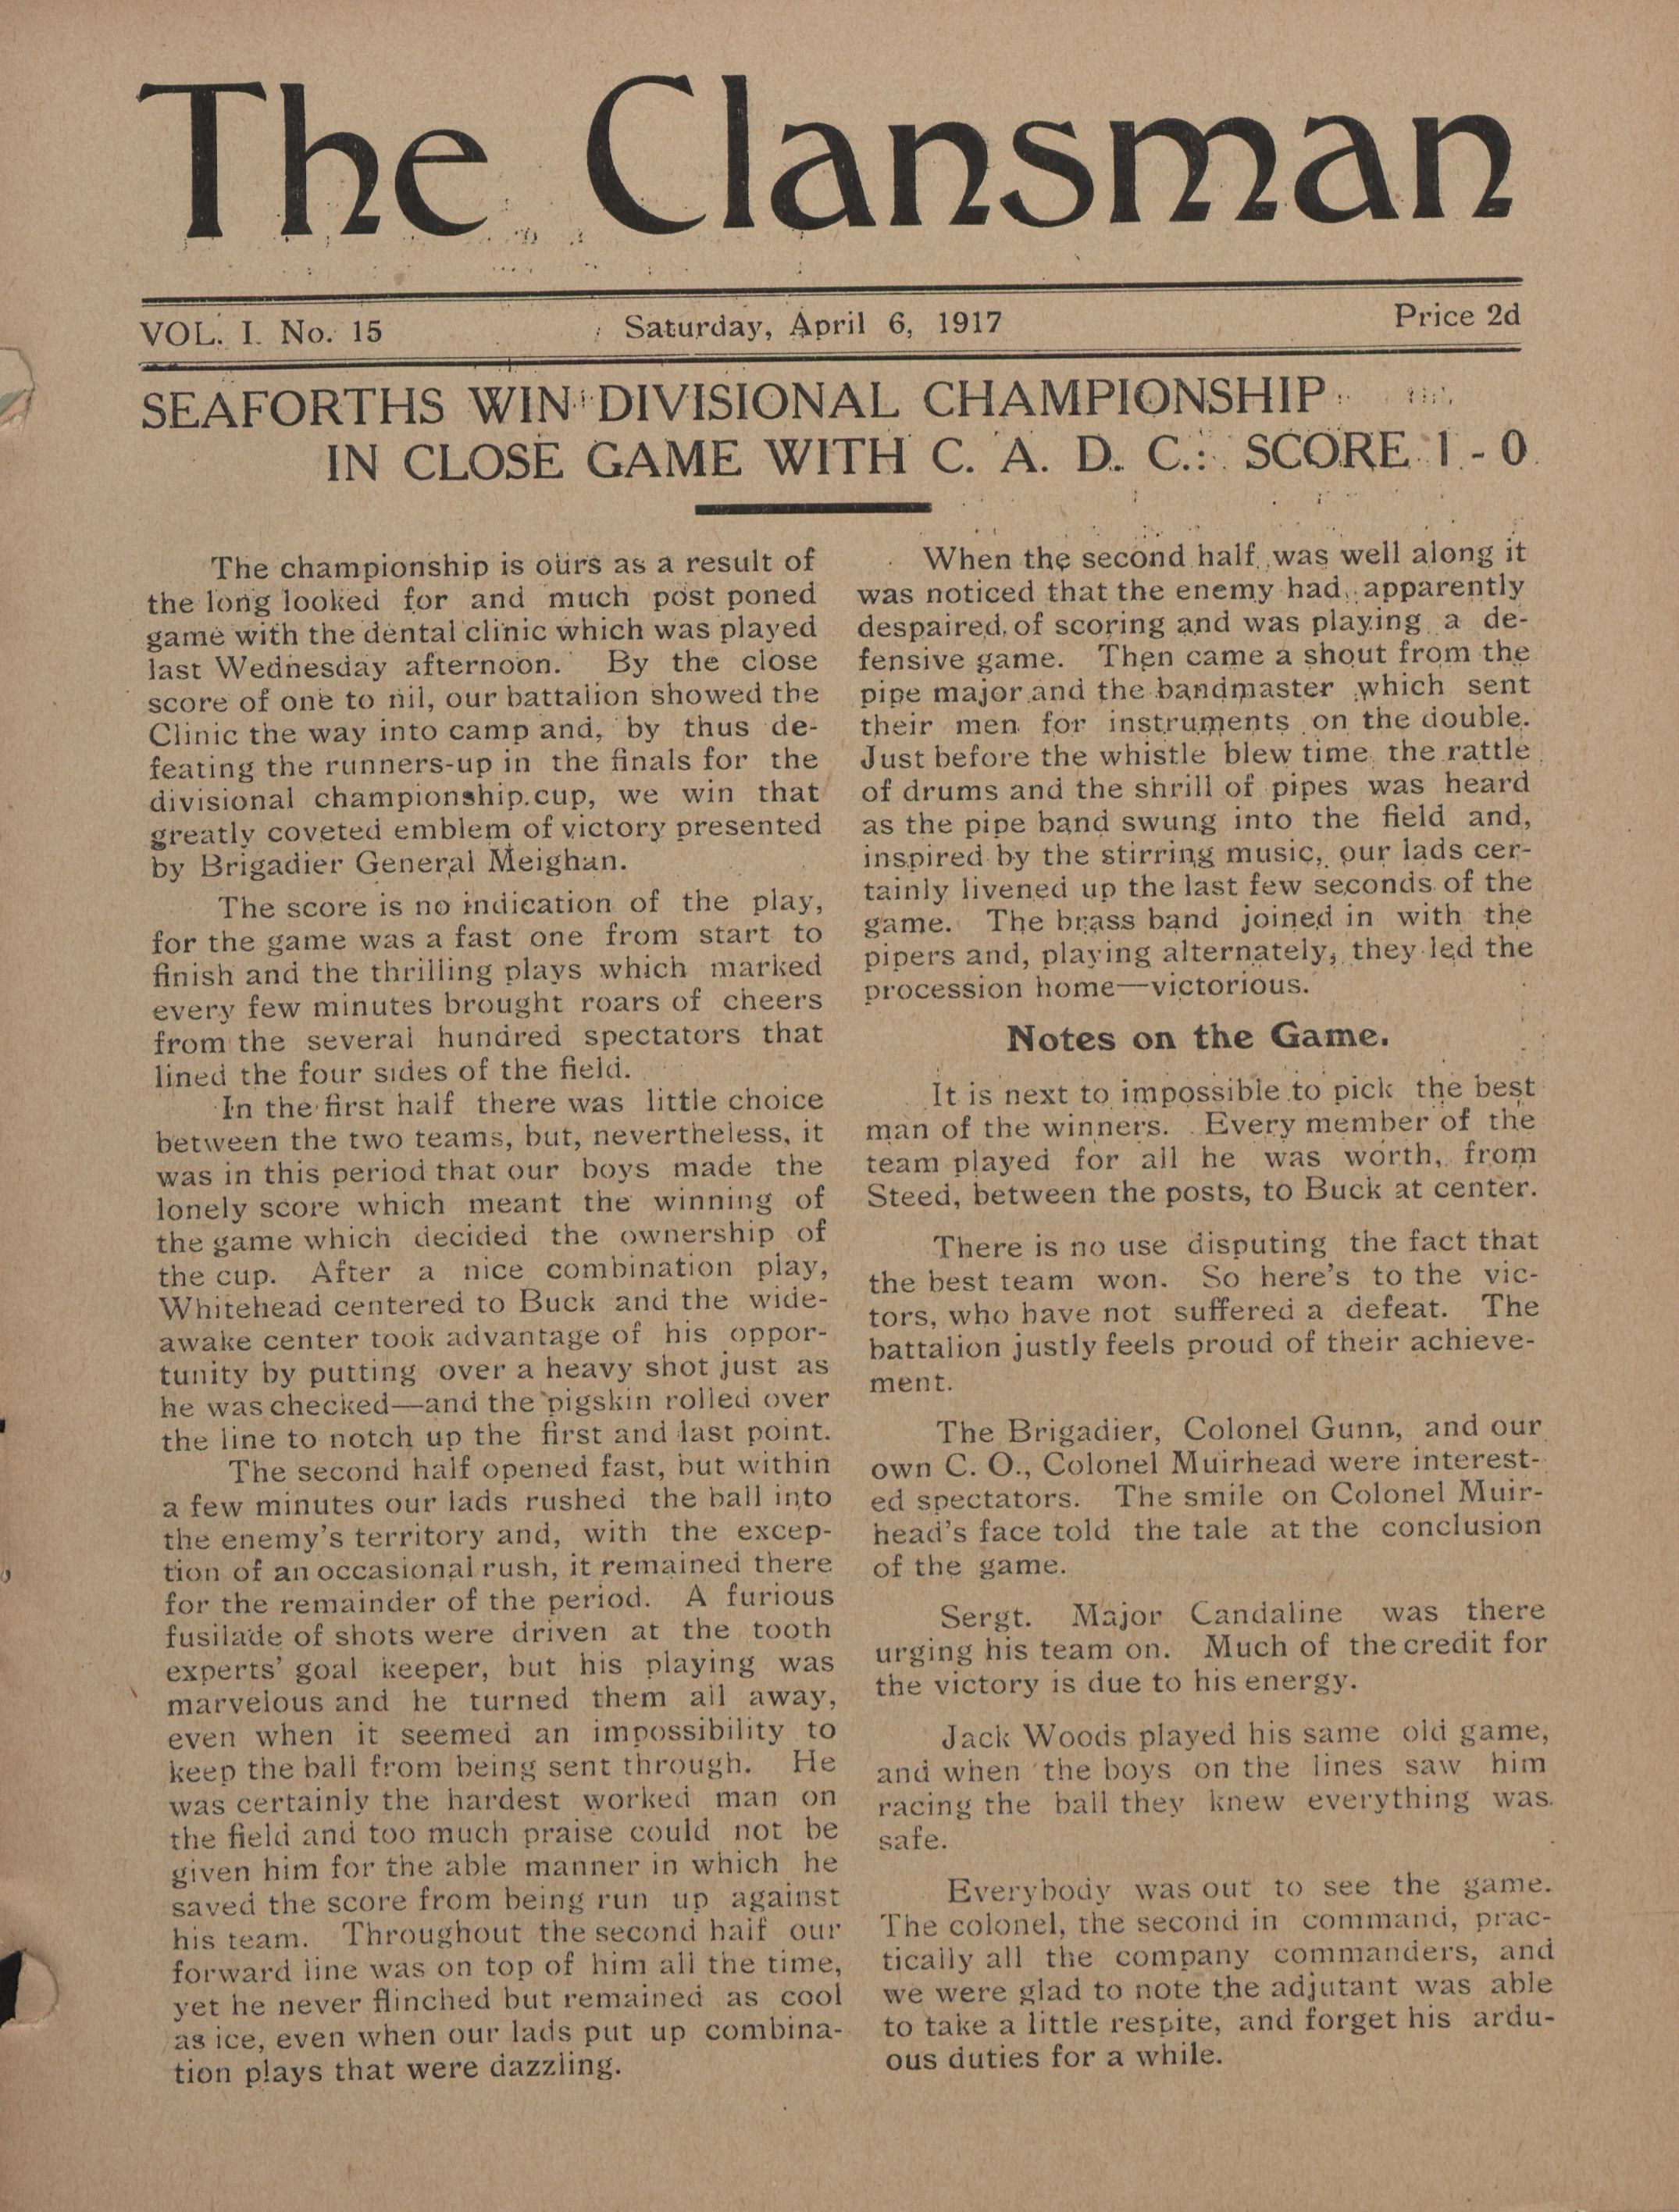 The Clansman
VOL. I. No. 15
Saturday, April 6, 1917
Price 2d
SEAFORTHS WIN DIVISIONAL CHAMPIONSHIP
IN CLOSE GAME WITH C. A. D. C.: SCORE 1 - 0
The championship is ours as a result of
the long looked for and much post poned
game with the dental clinic which was played
last Wednesday afternoon. By the close
score of one to nil, our battalion showed the
Clinic the way into camp and, by thus de-
feating the runners-up in the finals for the
divisional championship cup, we win that
greatly coveted emblem of victory presented
by Brigadier General Meighan.
The score is no indication of the play,
for the game was a fast one from start to
finish and the thrilling plays which marked
every few minutes brought roars of cheers
from the several hundred spectators that
lined the four sides of the field.
In the first half there was little choice
between the two teams, but, nevertheless, it
was in this period that our boys made the
lonely score which meant the winning of
the game which decided the ownership of
the cup. After a nice combination play,
Whitehead centered to Buck and the wide-
awake center took advantage of his oppor-
tunity by putting over a heavy shot just as
he was checked—and the pigskin rolled over
the line to notch up the first and last point.
The second half opened fast, but within
a few minutes our lads rushed the ball into
the enemy's territory and, with the excep-
tion of an occasional rush, it remained there
for the remainder of the period. A furious
fusilade of shots were driven at the tooth
experts' goal keeper, but his playing was
marvelous and he turned them all away,
even when it seemed an impossibility to
keep the ball from being sent through. He
was certainly the hardest worked man on
the field and too much praise could not be
given him for the able manner in which he
saved the score from being run up against
his team. Throughout the second half our
forward line was on top of him all the time,
yet he never flinched but remained as cool
as ice, even when our lads put up combina-
tion plays that were dazzling.
When the second half was well along it
was noticed that the enemy had apparently
despaired of scoring and was playing a de-
fensive game. Then came a shout from the
pipe major and the bandmaster which sent
their men for instruments on the double.
Just before the whistle blew time the rattle
of drums and the shrill of pipes was heard
as the pipe band swung into the field and,
inspired by the stirring music, our lads cer-
tainly livened up the last few seconds of the
game. The brass band joined in with the
pipers and, playing alternately, they led the
procession home—victorious.
Notes on the Game.
It is next to impossible to pick the best
man of the winners. Every member of the
team played for all he was worth, from
Steed, between the posts, to Buck at center.
There is no use disputing the fact that
the best team won. So here's to the vic-
tors, who have not suffered a defeat. The
battalion justly feels proud of their achieve-
ment.
The Brigadier, Colonel Gunn, and our
own C. O., Colonel Muirhead were interest-
ed spectators. The smile on Colonel Muir-
head's face told the tale at the conclusion
of the game.
Sergt. Major Candaline was there
urging his team on. Much of the credit for
the victory is due to his energy.
Jack Woods played his same old game,
and when the boys on the lines saw him
racing the ball they knew everything was
safe.
Everybody was out to see the game.
The colonel, the second in command, prac-
tically all the company commanders, and
we were glad to note the adjutant was able
to take a little respite, and forget his ardu-
ous duties for a while.